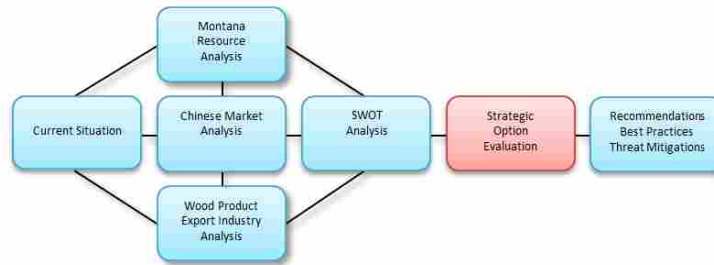 Montana
Resource
Analysis
Current Situation
Chinese Market
Analysis
SWOT
Analysis
Strategic
Option
Evaluation
Recommendations
Best Practices
Threat Mitigations
Wood Product
Export Industry
Analysis